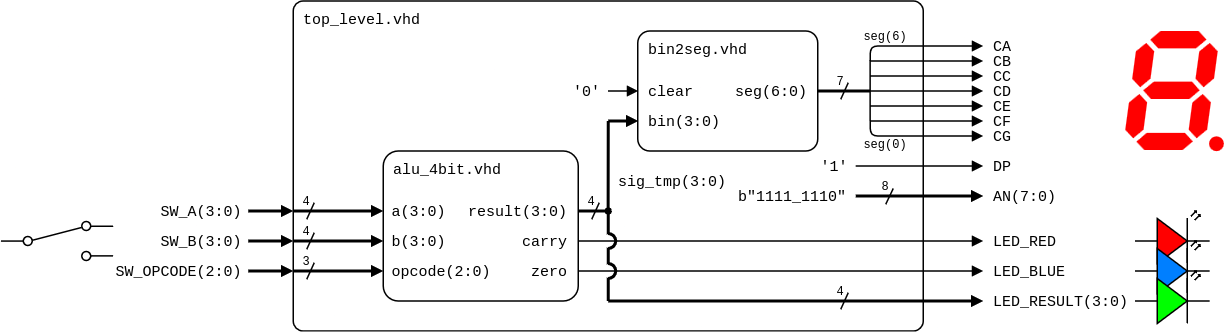 top_level.vhd
bin2seg.vhd
'0'
clear
seg(6:0)
bin(3:0)
7
seg(6)
seg(0)
CA
CB
CC
CD
CE
CF
CG
'1'
DP
b"1111_1110"
8
AN(7:0)
alu_4bit.vhd
sig_tmp(3:0)
SW_A(3:0)
4
a(3:0)
result(3:0)
4
SW_B(3:0)
4
b(3:0)
carry
LED_RED
SW_OPCODE(2:0)
3
opcode(2:0)
zero
LED_BLUE
4
LED_RESULT(3:0)